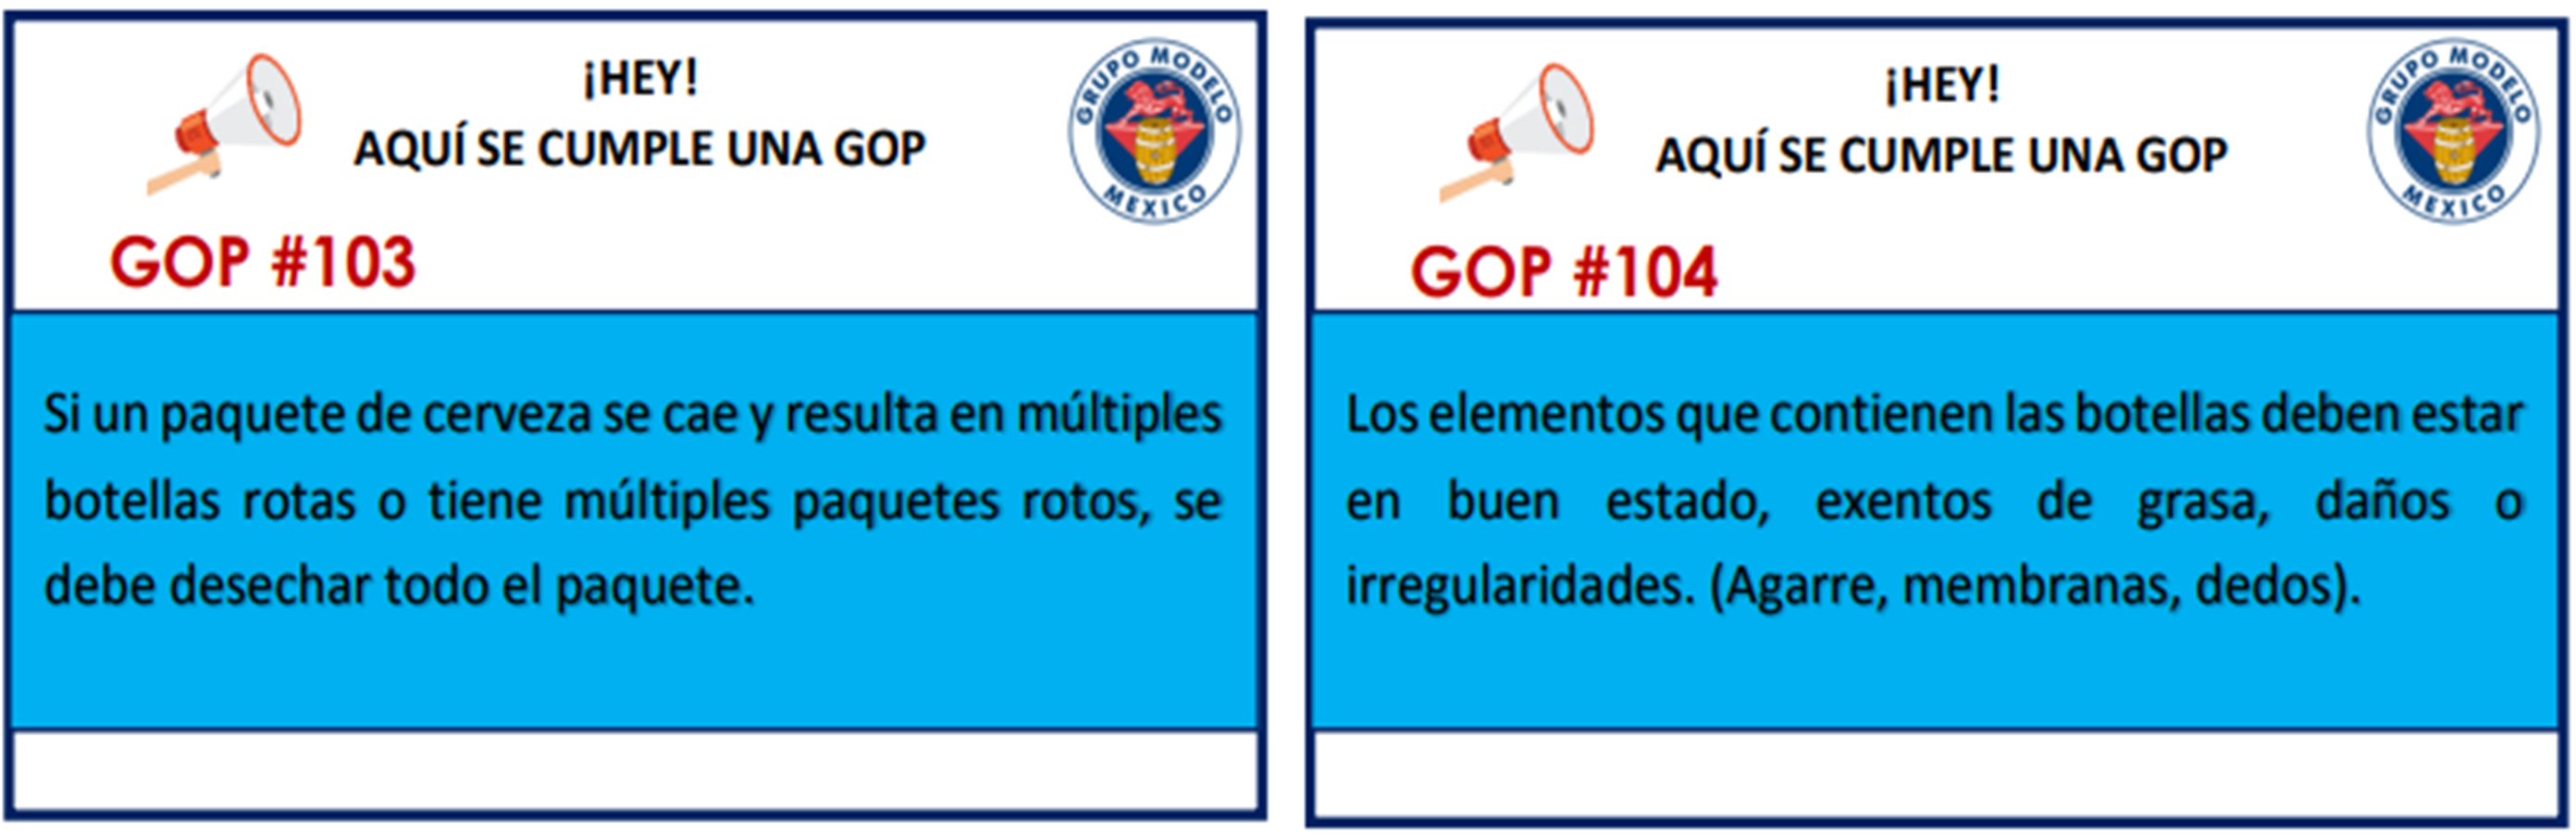 ¡HEY!
AQUÍ SE CUMPLE UNA GOP
GRUPO MODELO
MEXICO
GOP #103
Si un paquete de cerveza se cae y resulta en múltiples
botellas rotas o tiene múltiples paquetes rotos, se
debe desechar todo el paquete.
¡HEY!
AQUÍ SE CUMPLE UNA GOP
GRUPO MODELO
MEXICO
GOP #104
Los elementos que contienen las botellas deben estar
en buen estado, exentos de grasa, daños o
irregularidades. (Agarre, membranas, dedos).